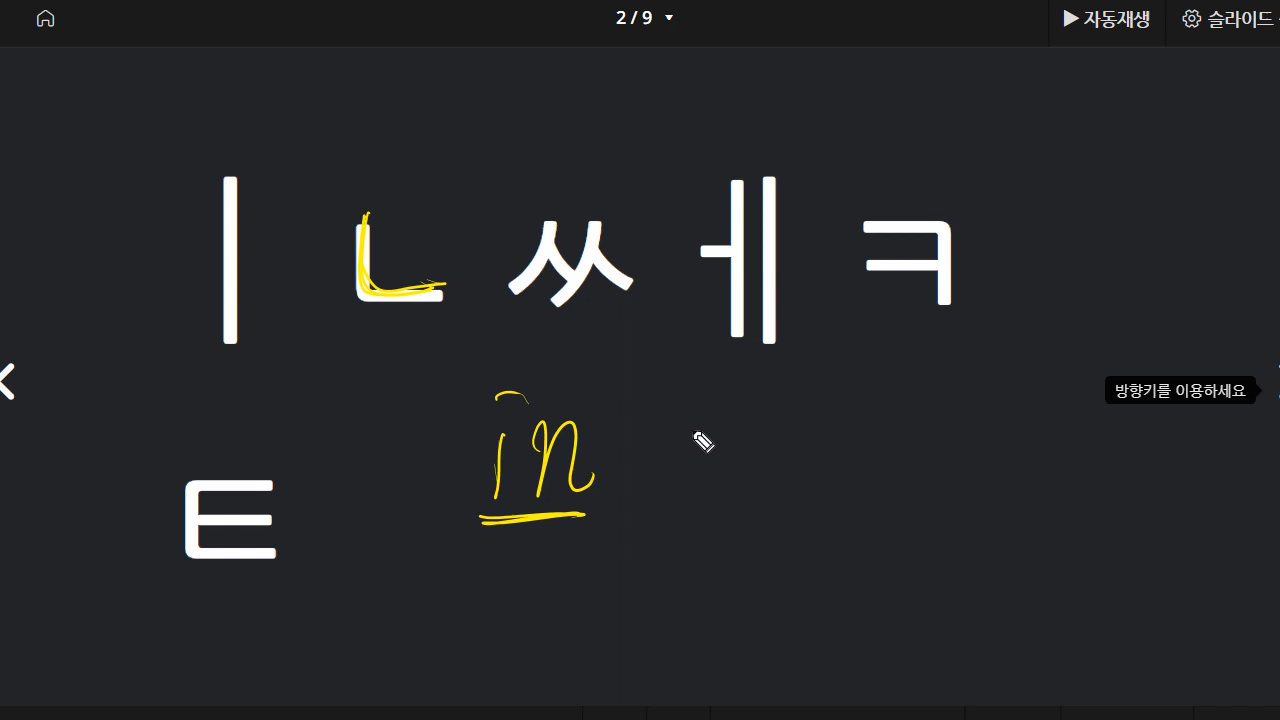 2 / 9
자동재생
슬라이드
ㅣ ㄴ ㅆ ㅔ ㅋ
방향키를 이용하세요
in
ㅌ